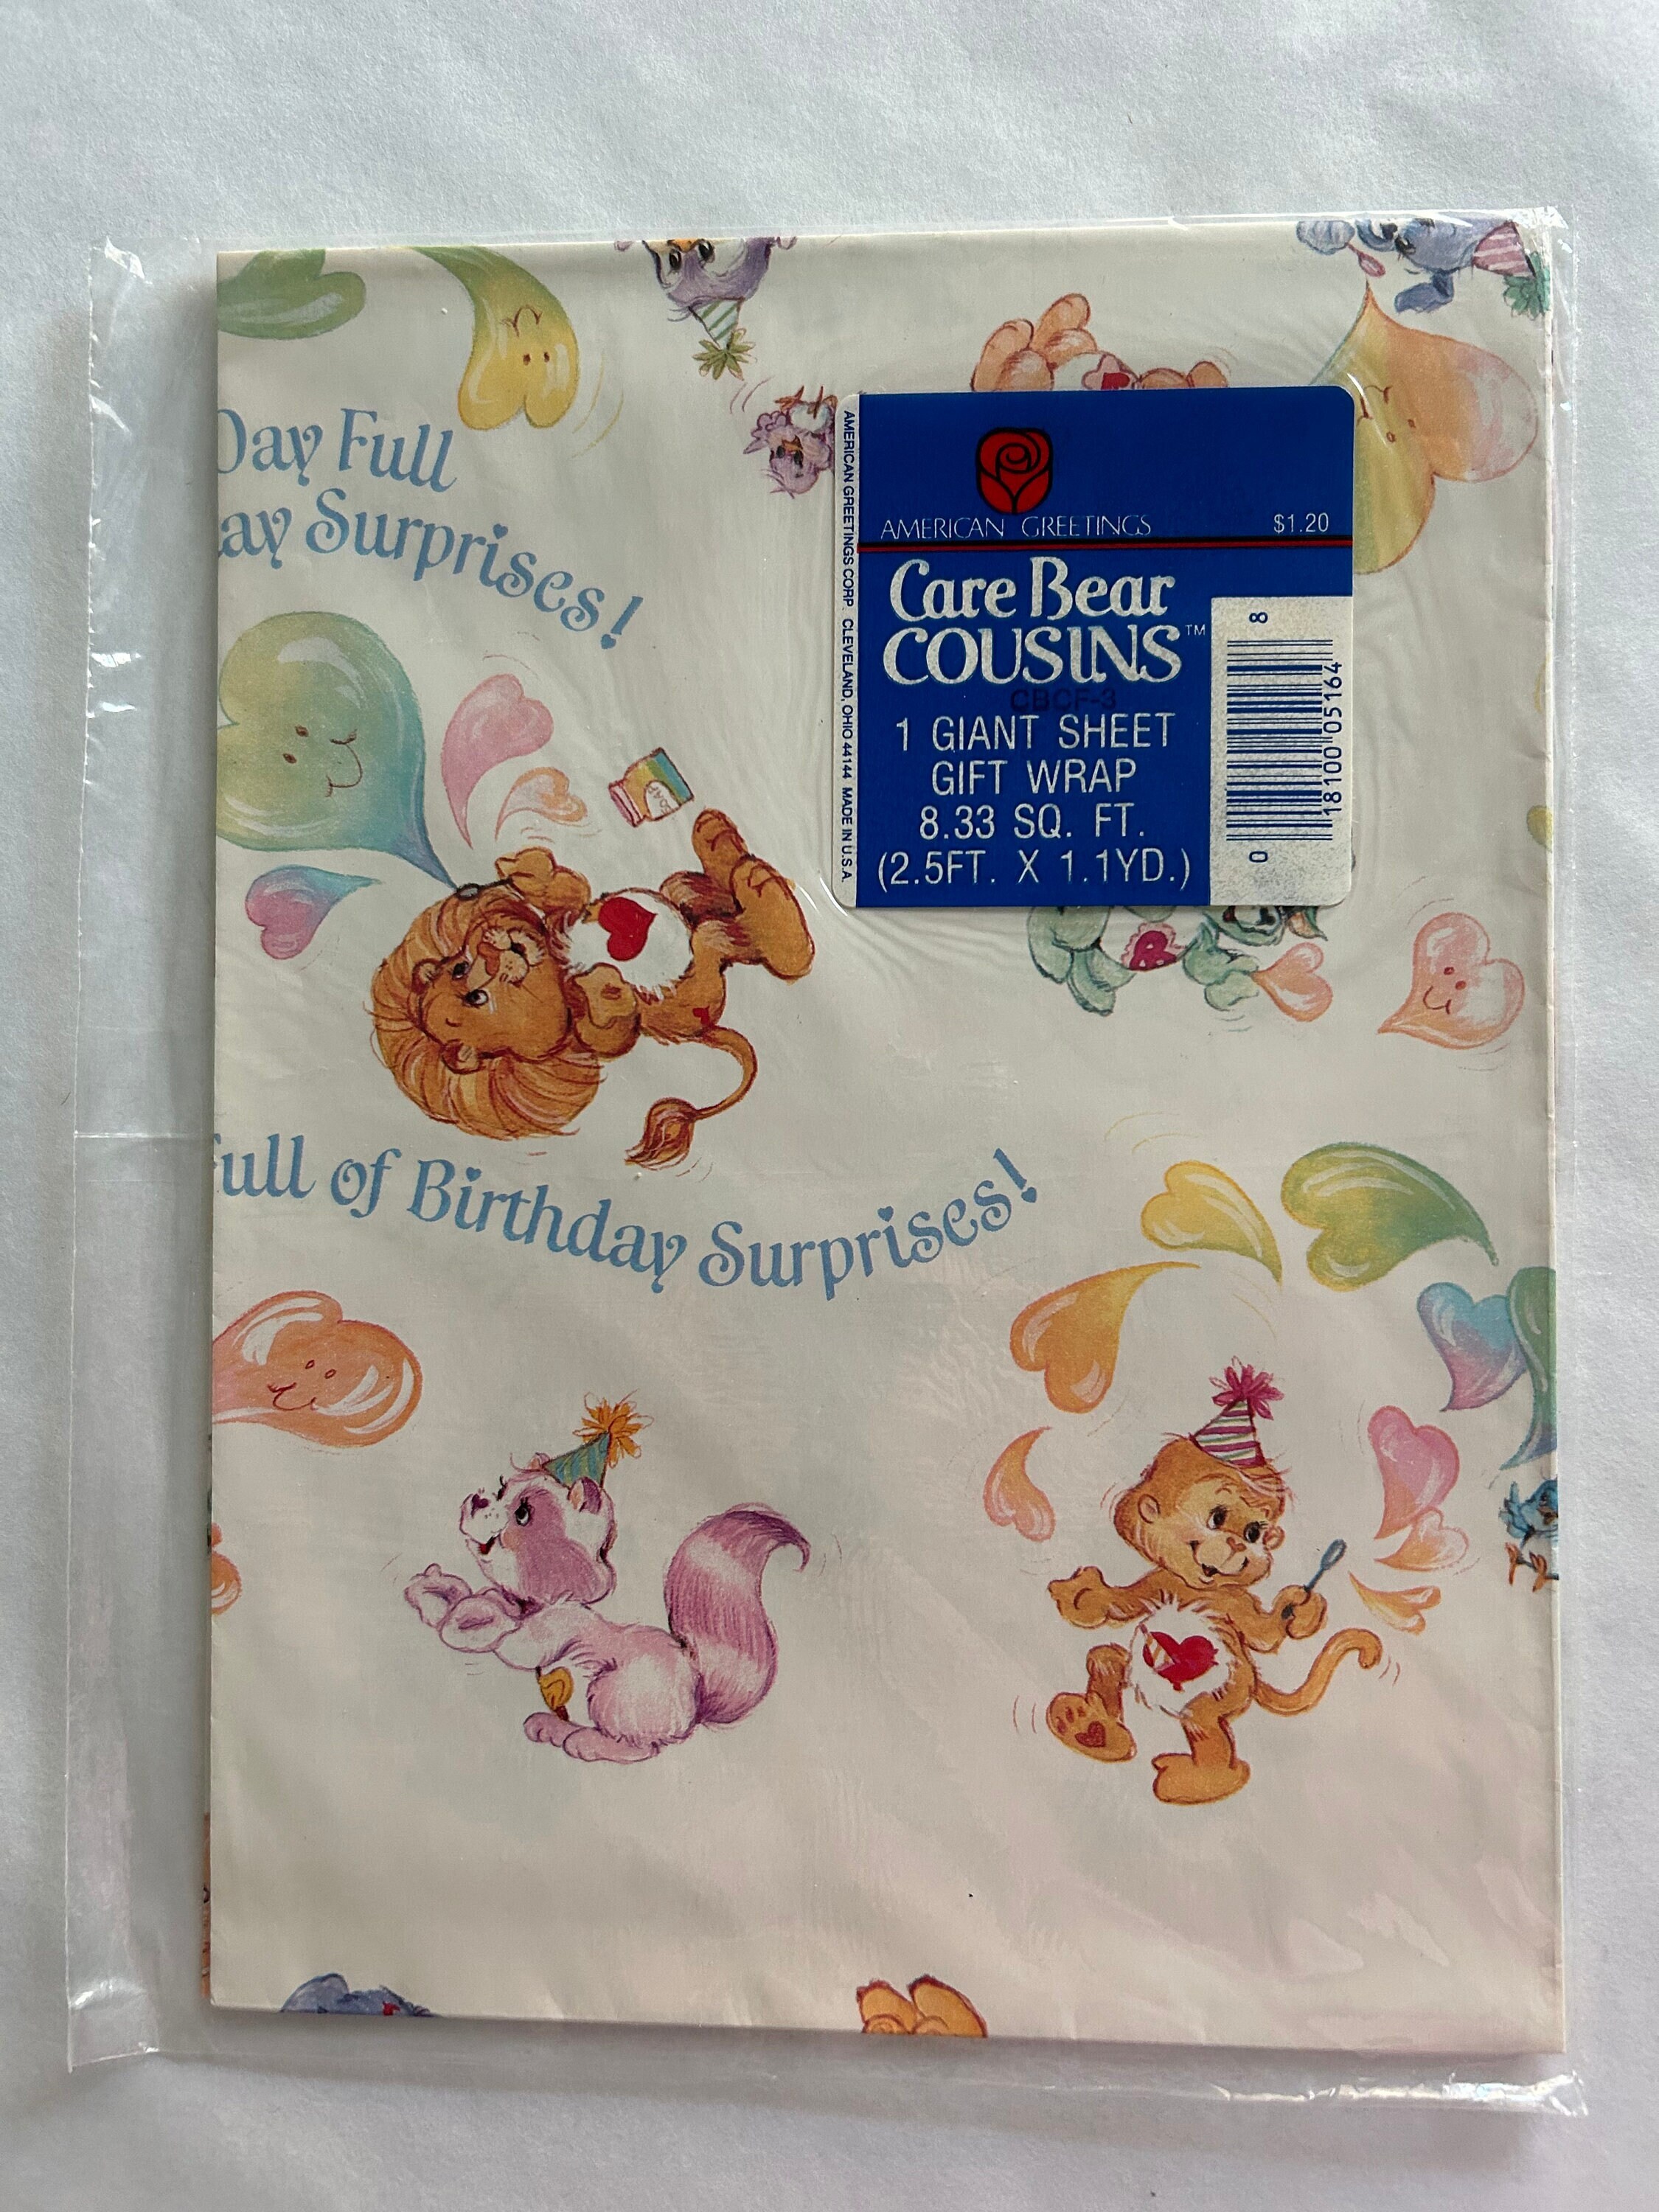 Day Full
ay Surprises!
AMERICAN GREETINGS
$1.20
Care Bear
COUSINS™
CBCF-3
1 GIANT SHEET
GIFT WRAP
8.33 SQ. FT.
(2.5FT. X 1.1YD.)
AMERICAN GREETINGS CORP. CLEVELAND, OHIO 44144 MADE IN U.S.A.
0 18100 05164 8
SOAP
ull of Birthday Surprises!